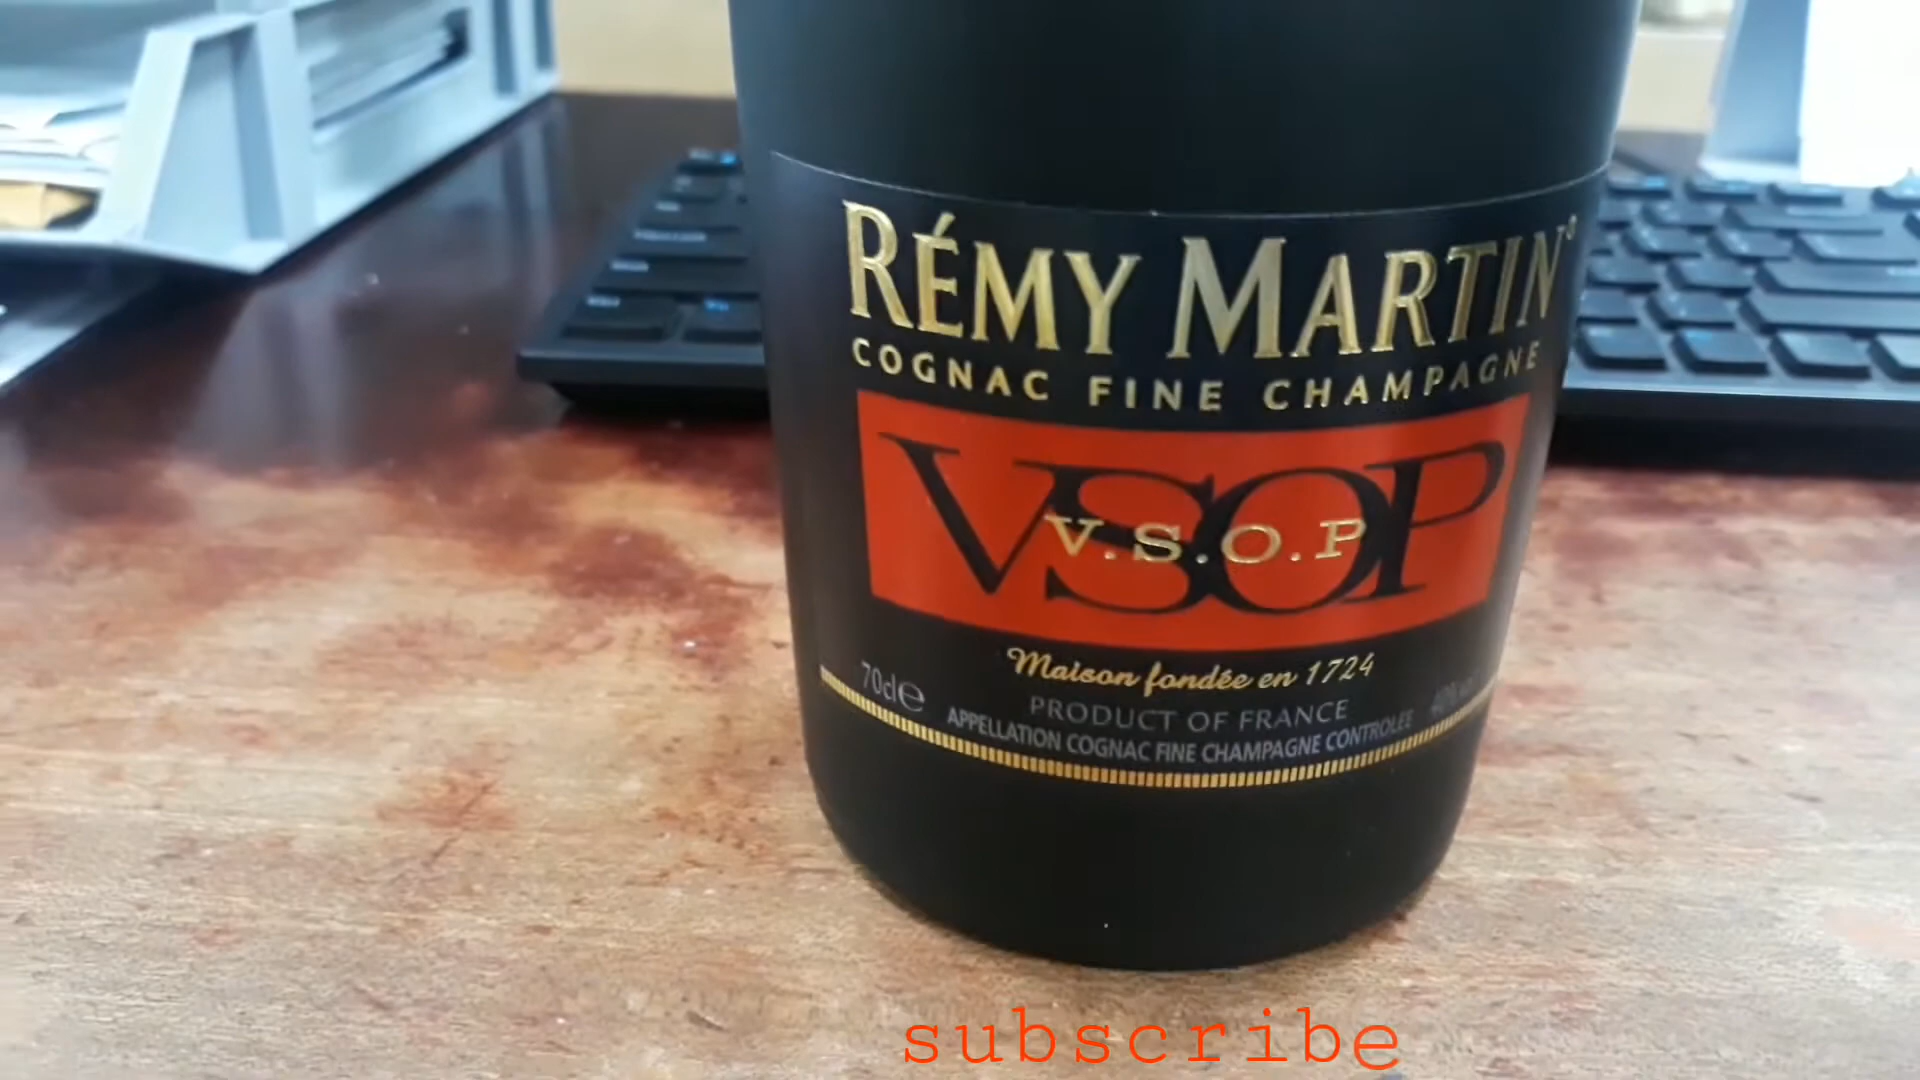 RÉMY MARTIN®
COGNAC FINE CHAMPAGNE
VSOP
V.S.O.P
Maison fondée en 1724
70cl e
PRODUCT OF FRANCE
APPELLATION COGNAC FINE CHAMPAGNE CONTROLÉE
subscribe